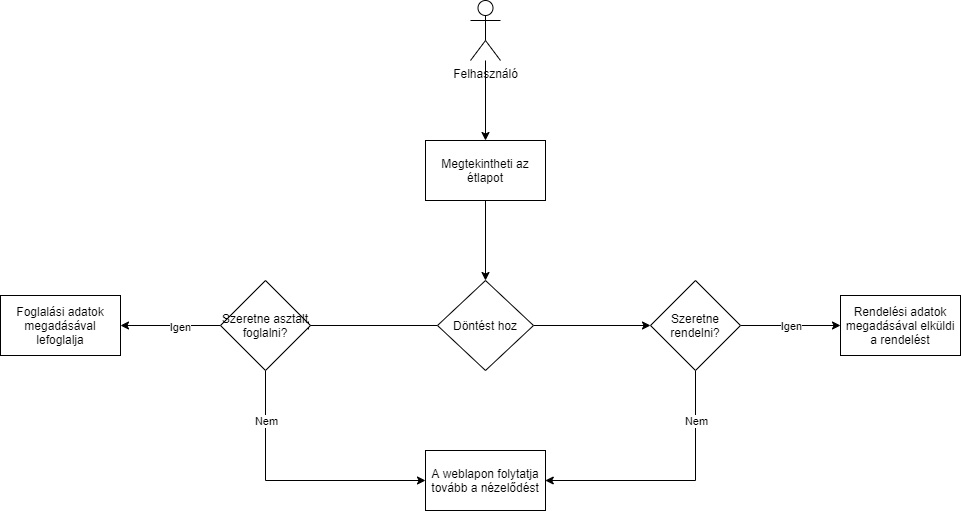 Felhasználó
Megtekintheti az
étlapot
Foglalási adatok
megadásával
lefoglalja
Igen
Szeretne asztalt
foglalni?
Döntést hoz
Szeretne
rendelni?
Igen
Rendelési adatok
megadásával elküldi
a rendelést
Nem
Nem
A weblapon folytatja
tovább a nézelődést